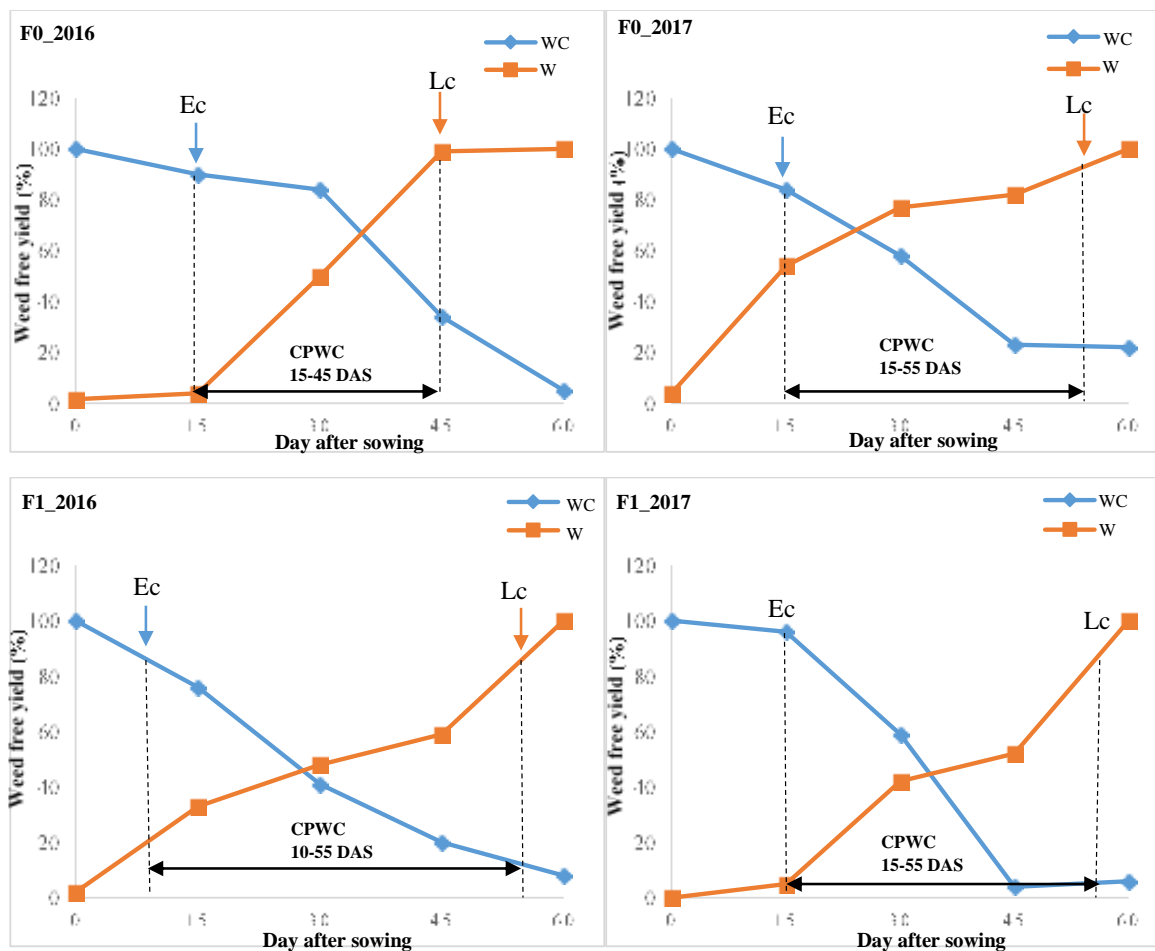 F0_2016
WC
W
Ec
Lc
120
100
80
60
40
20
0
Weed free yield (%)
CPWC
15-45 DAS
0 15 30 45 60
Day after sowing
F0_2017
WC
W
Ec
Lc
120
100
80
60
40
20
0
Weed free yield (%)
CPWC
15-55 DAS
0 15 30 45 60
Day after sowing
F1_2016
WC
W
Ec
Lc
120
100
80
60
40
20
0
Weed free yield (%)
CPWC
10-55 DAS
0 15 30 45 60
Day after sowing
F1_2017
WC
W
Ec
Lc
120
100
80
60
40
20
0
Weed free yield (%)
CPWC
15-55 DAS
0 15 30 45 60
Day after sowing